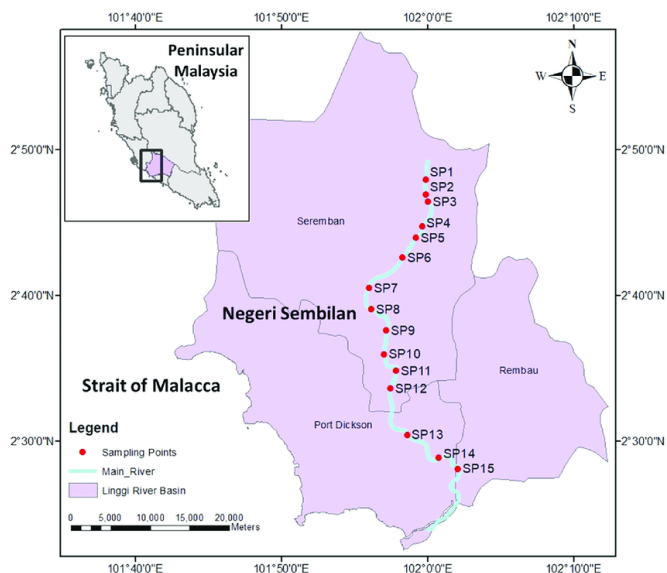 101°40'0"E 101°50'0"E 102°0'0"E 102°10'0"E
Peninsular
Malaysia
N
W E
S
2°50'0"N 2°50'0"N
SP1
SP2
SP3
Seremban
SP4
SP5
SP6
SP7
2°40'0"N 2°40'0"N
SP8
Negeri Sembilan
SP9
SP10
SP11
Rembau
Strait of Malacca
SP12
Port Dickson
Legend
SP13
2°30'0"N 2°30'0"N
Sampling Points
SP14
Main_River
SP15
Linggi River Basin
0 5,000 10,000 15,000 20,000
Meters
101°40'0"E 101°50'0"E 102°0'0"E 102°10'0"E